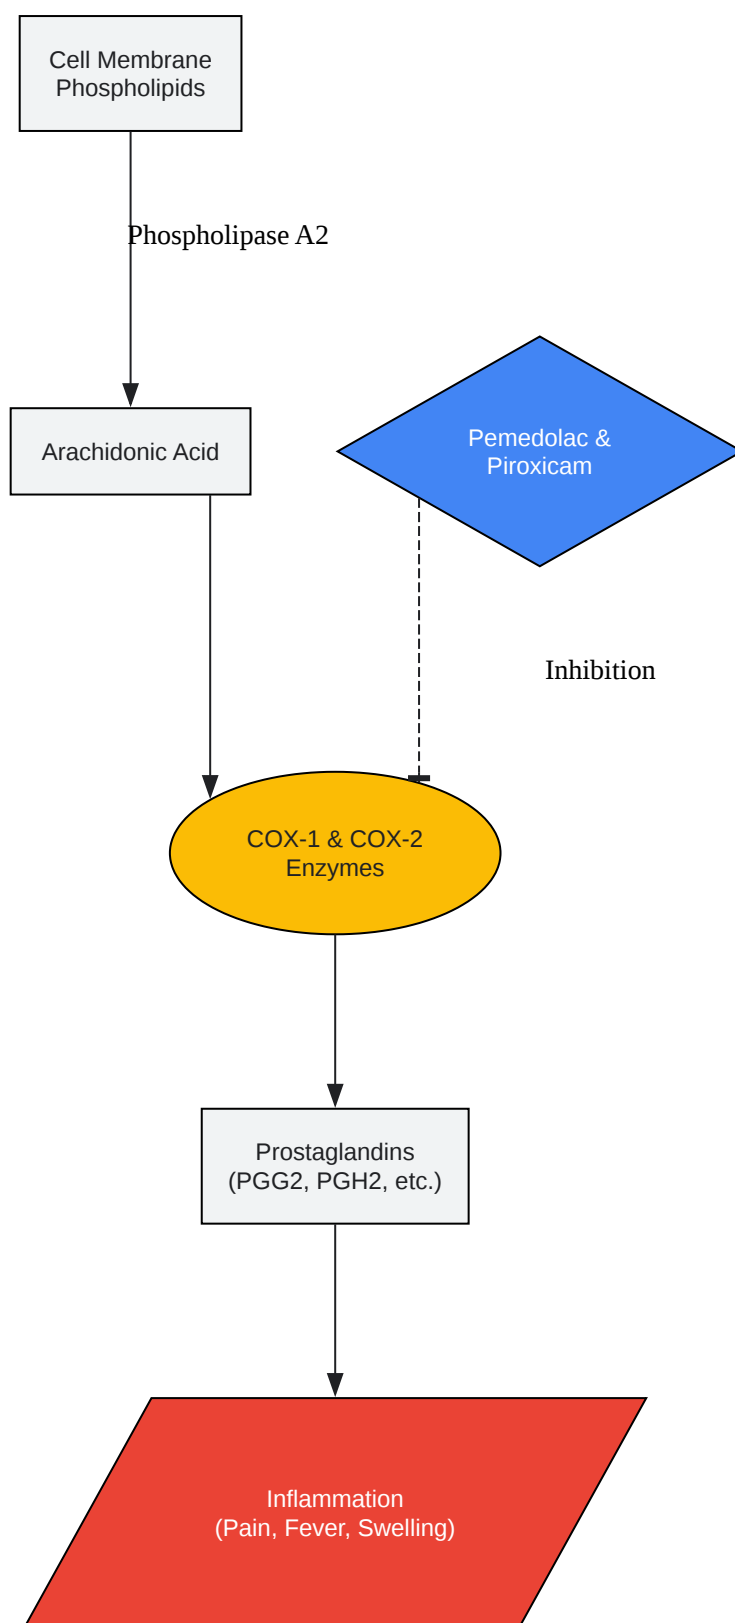 Cell Membrane
Phospholipids
Phospholipase A2
Arachidonic Acid
Pemedolac &
Piroxicam
Inhibition
COX-1 & COX-2
Enzymes
Prostaglandins
(PGG2, PGH2, etc.)
Inflammation
(Pain, Fever, Swelling)